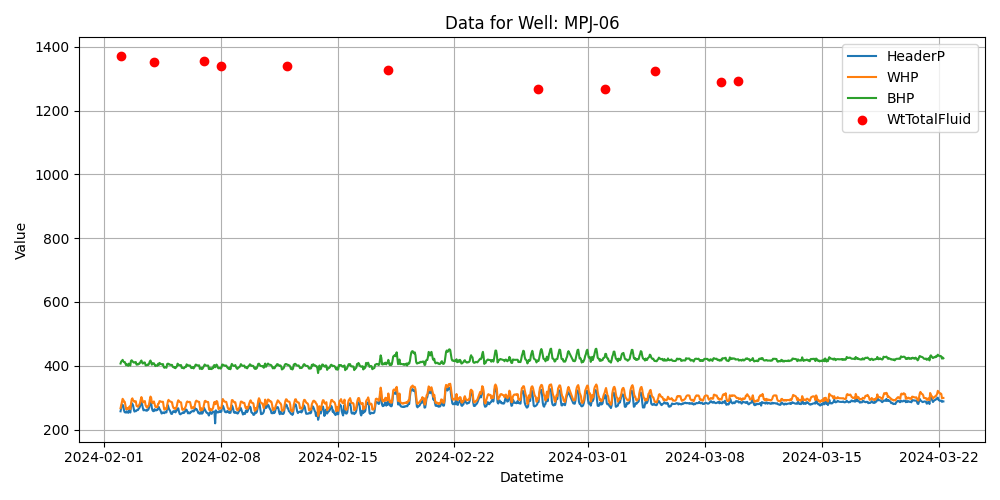 Data for Well: MPJ-06
1400
1200
1000
800
600
400
200
Value
HeaderP
WHP
BHP
WtTotalFluid
2024-02-01
2024-02-08
2024-02-15
2024-02-22
2024-03-01
2024-03-08
2024-03-15
2024-03-22
Datetime